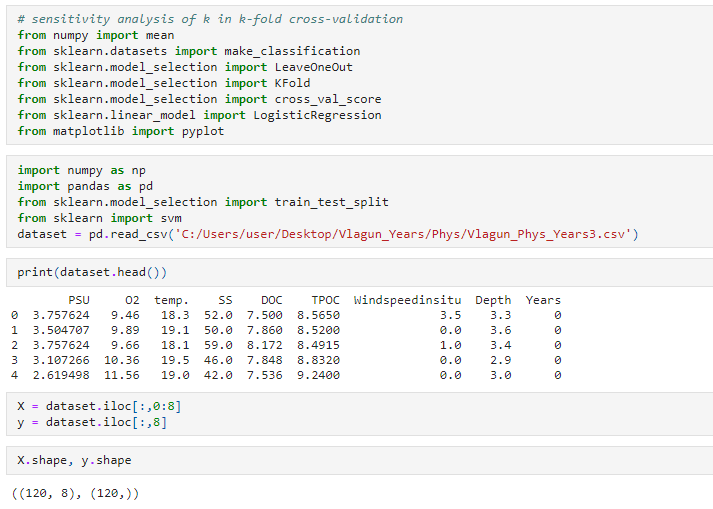 # sensitivity analysis of k in k-fold cross-validation
from numpy import mean
from sklearn.datasets import make_classification
from sklearn.model_selection import LeaveOneOut
from sklearn.model_selection import KFold
from sklearn.model_selection import cross_val_score
from sklearn.linear_model import LogisticRegression
from matplotlib import pyplot
import numpy as np
import pandas as pd
from sklearn.model_selection import train_test_split
from sklearn import svm
dataset = pd.read_csv('C:/Users/user/Desktop/Vlagun_Years/Phys/Vlagun_Phys_Years3.csv')
print(dataset.head())
PSU O2 temp. SS DOC TPOC Windspeedinsitu Depth Years
0 3.757624 9.46 18.3 52.0 7.500 8.5650 3.5 3.3 0
1 3.504707 9.89 19.1 50.0 7.860 8.5200 0.0 3.6 0
2 3.757624 9.66 18.1 59.0 8.172 8.4915 1.0 3.4 0
3 3.107266 10.36 19.5 46.0 7.848 8.8320 0.0 2.9 0
4 2.619498 11.56 19.0 42.0 7.536 9.2400 0.0 3.0 0
X = dataset.iloc[:,0:8]
y = dataset.iloc[:,8]
X.shape, y.shape
((120, 8), (120,))